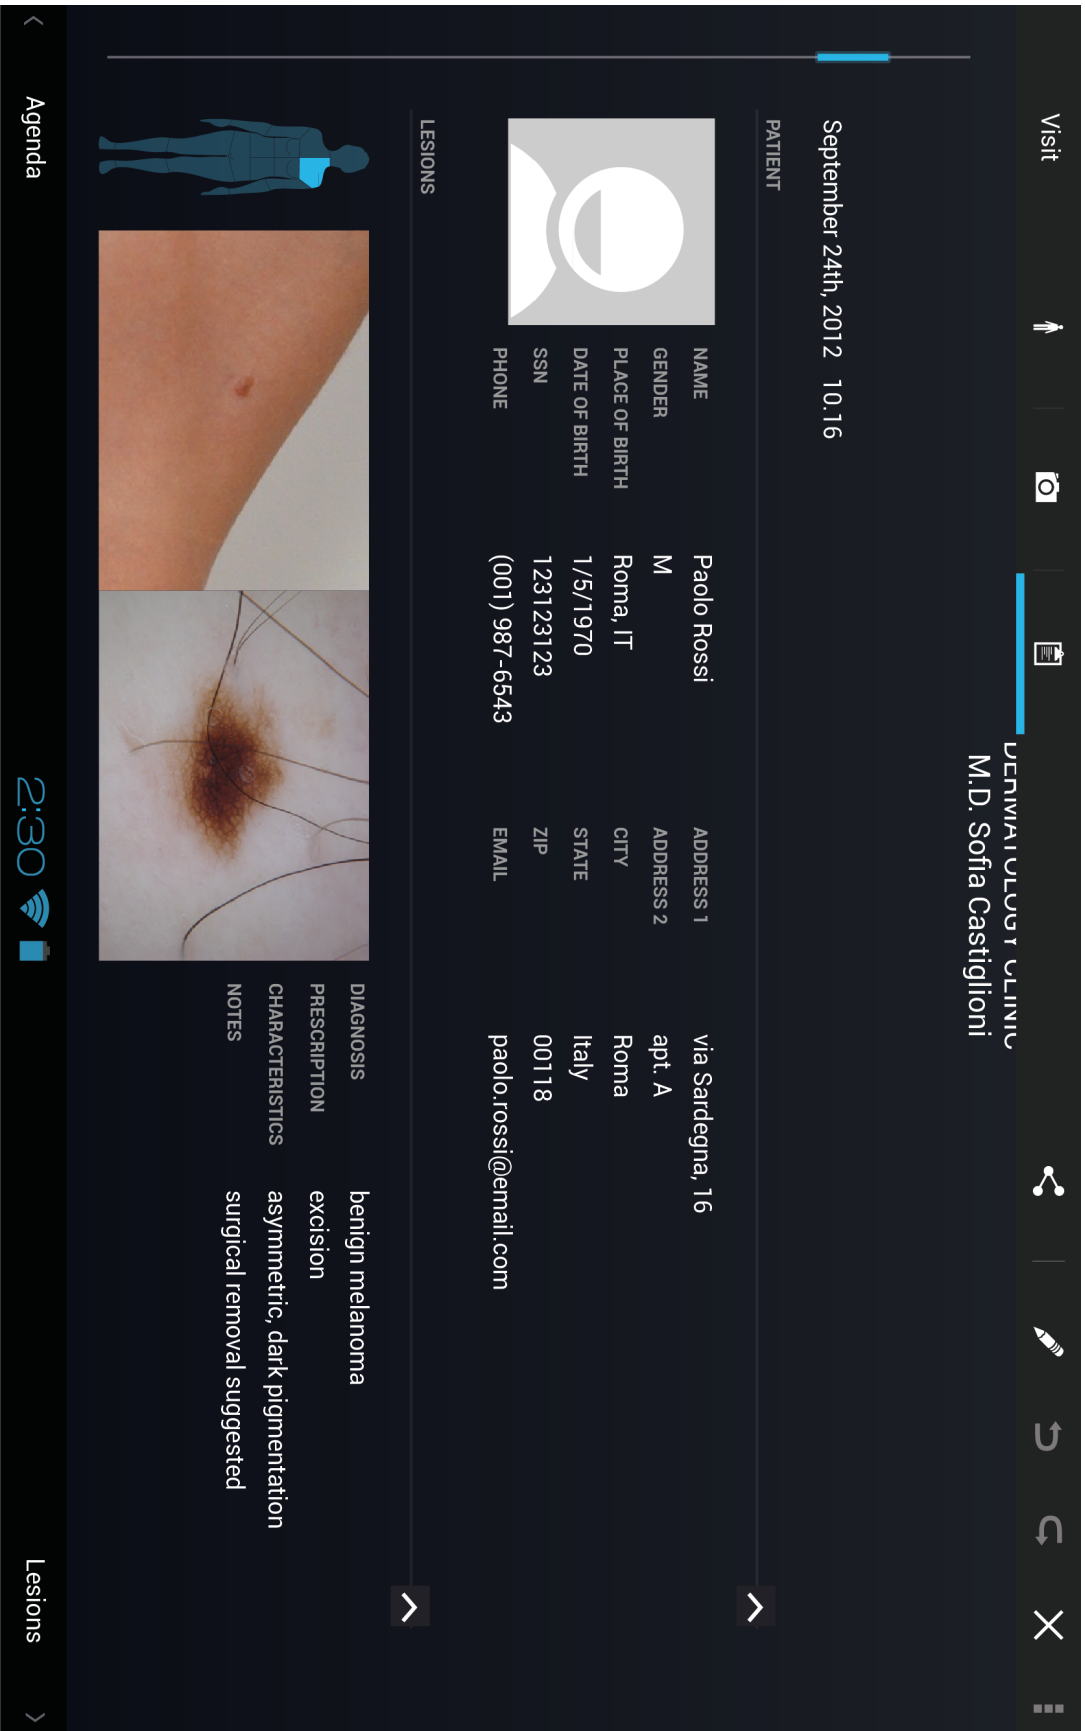 Visit
DERMATOLOGY CLINIC
M.D. Sofia Castiglioni
September 24th, 2012 10.16
PATIENT
NAME Paolo Rossi ADDRESS 1 via Sardegna, 16
GENDER M ADDRESS 2 apt. A
PLACE OF BIRTH Roma, IT CITY Roma
DATE OF BIRTH 1/5/1970 STATE Italy
SSN 123123123 ZIP 00118
PHONE (001) 987-6543 EMAIL paolo.rossi@email.com
LESIONS
DIAGNOSIS benign melanoma
PRESCRIPTION excision
CHARACTERISTICS asymmetric, dark pigmentation
NOTES surgical removal suggested
Agenda 2:30 Lesions